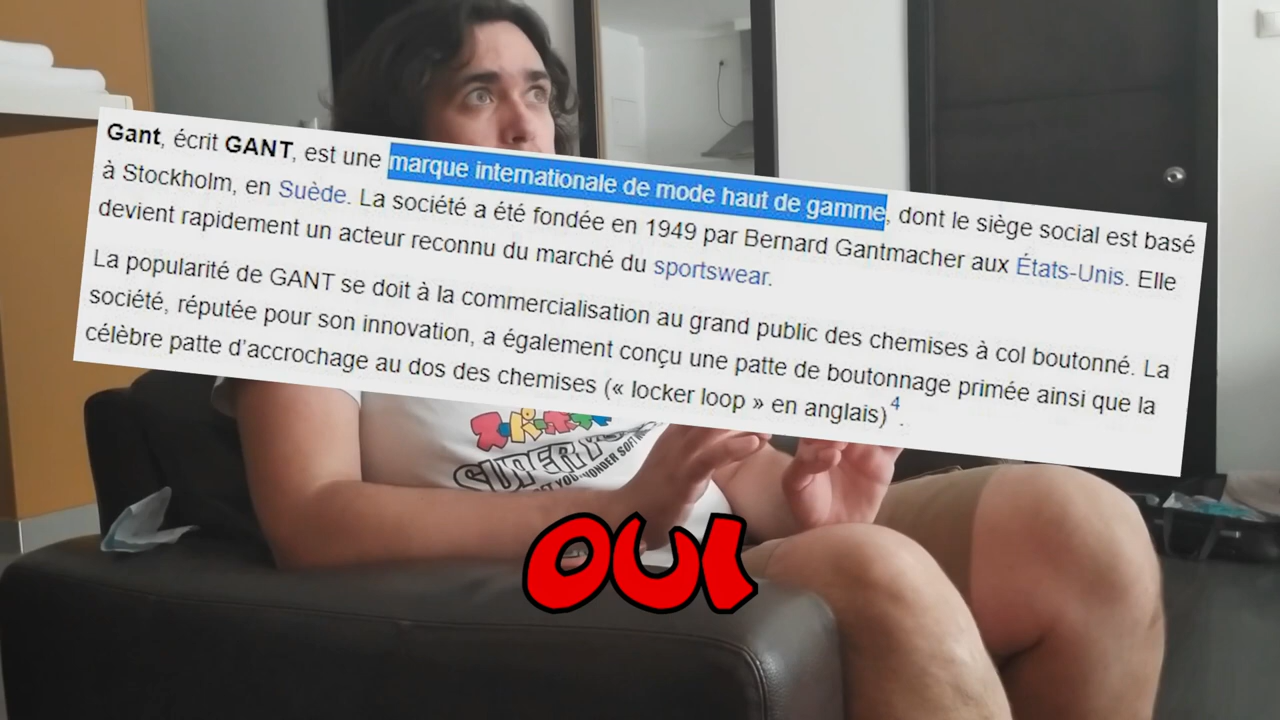 Gant, écrit GANT, est une marque internationale de mode haut de gamme, dont le siège social est basé
à Stockholm, en Suède. La société a été fondée en 1949 par Bernard Gantmacher aux États-Unis. Elle
devient rapidement un acteur reconnu du marché du sportswear.
La popularité de GANT se doit à la commercialisation au grand public des chemises à col boutonné. La
société, réputée pour son innovation, a également conçu une patte de boutonnage primée ainsi que la
célèbre patte d'accrochage au dos des chemises (« locker loop » en anglais) 4 .
SUPER
GET YOU
OUI